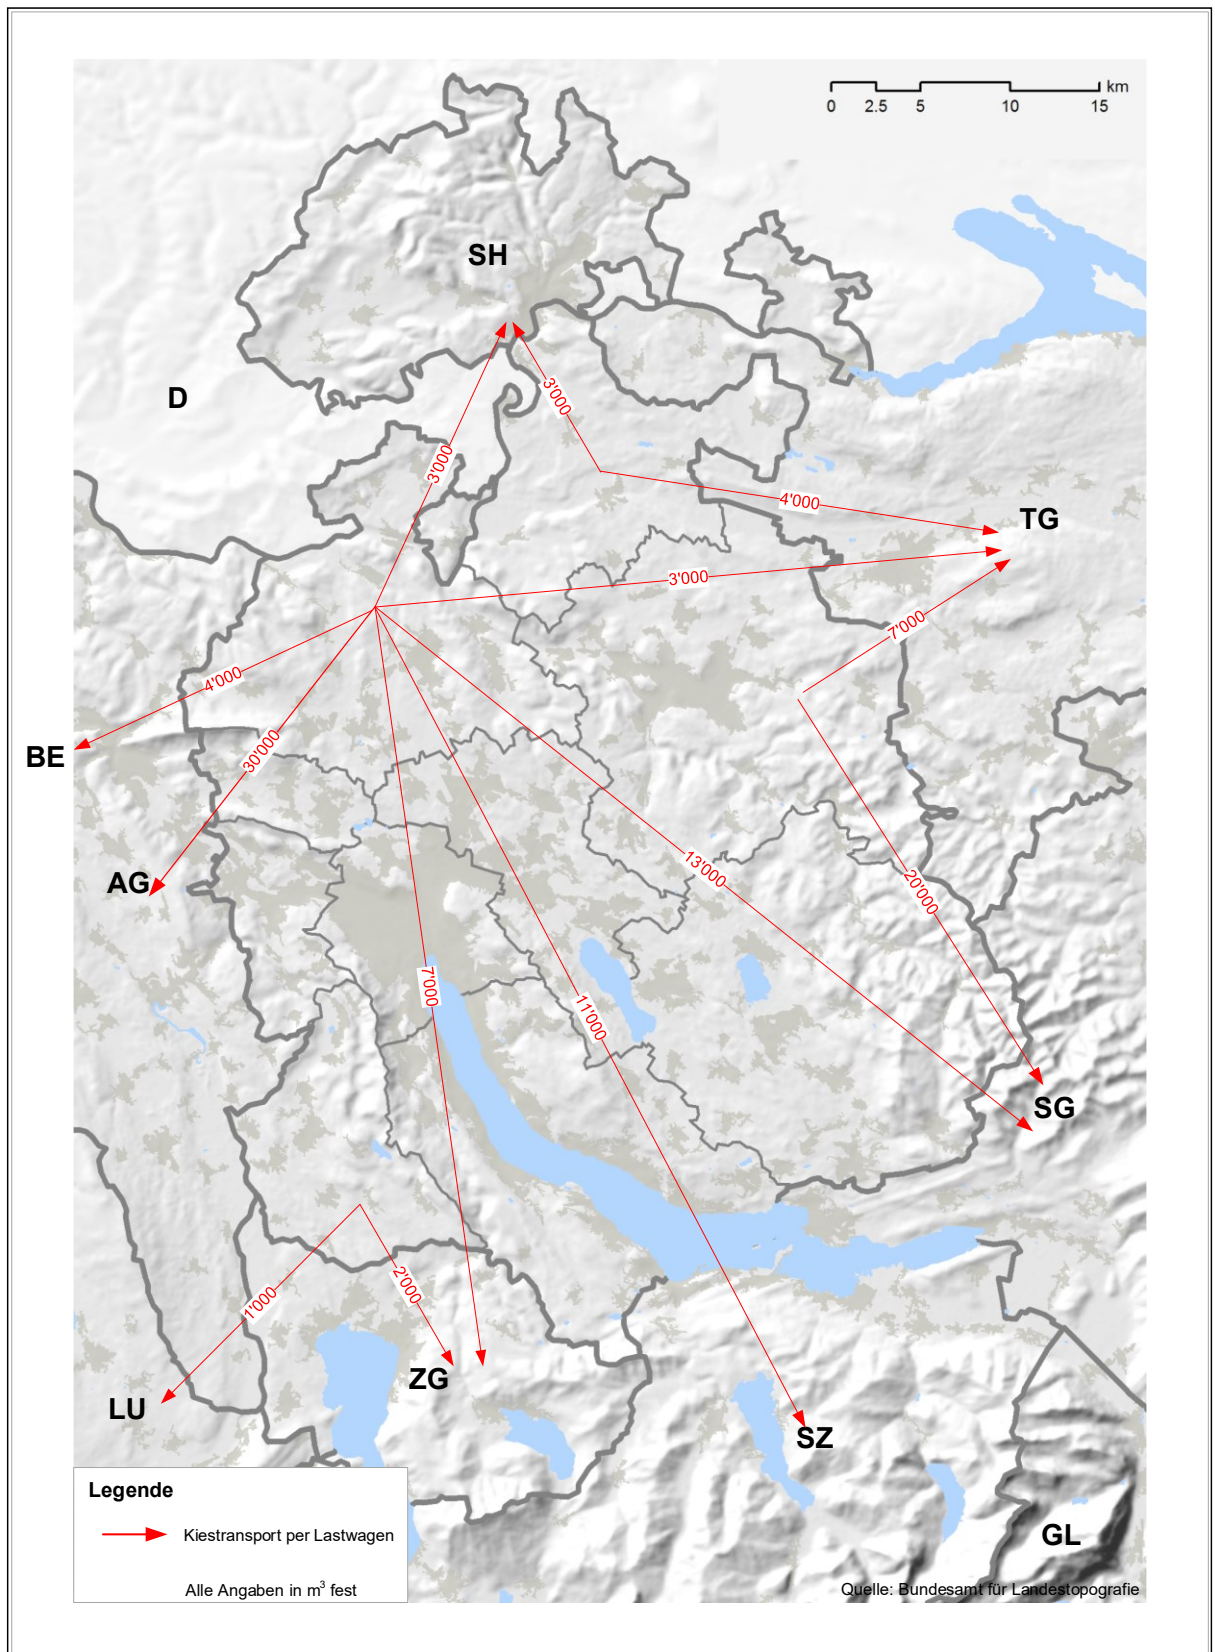 km
0 2.5 5 10 15
SH
D
3'000
3'000
4'000
TG
3'000
7'000
4'000
BE
30'000
AG
13'000
20'000
7'000
11'000
SG
1'000
2'000
ZG
LU
SZ
Legende
Kiestransport per Lastwagen
Alle Angaben in m³ fest
GL
Quelle: Bundesamt für Landestopografie